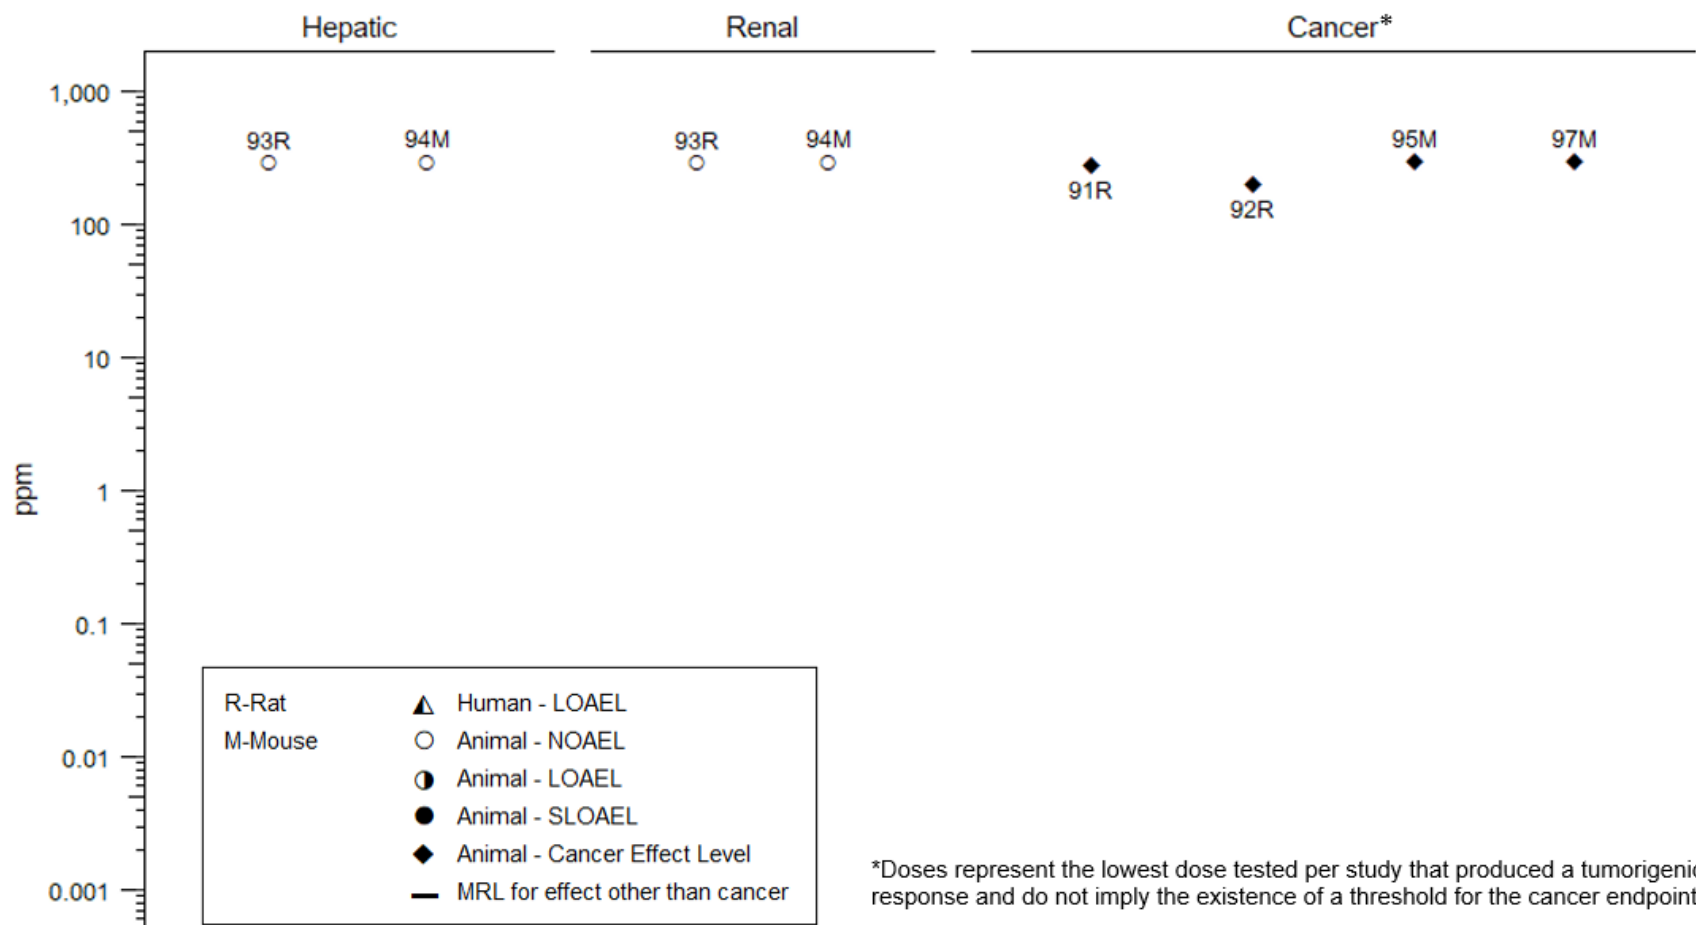 Hepatic Renal Cancer*
1,000
93R 94M 93R 94M 95M 97M
91R
92R
100
10
1
ppm
0.1
0.01
0.001
R-Rat
M-Mouse
Human - LOAEL
Animal - NOAEL
Animal - LOAEL
Animal - SLOAEL
Animal - Cancer Effect Level
MRL for effect other than cancer
*Doses represent the lowest dose tested per study that produced a tumorigenic
response and do not imply the existence of a threshold for the cancer endpoint